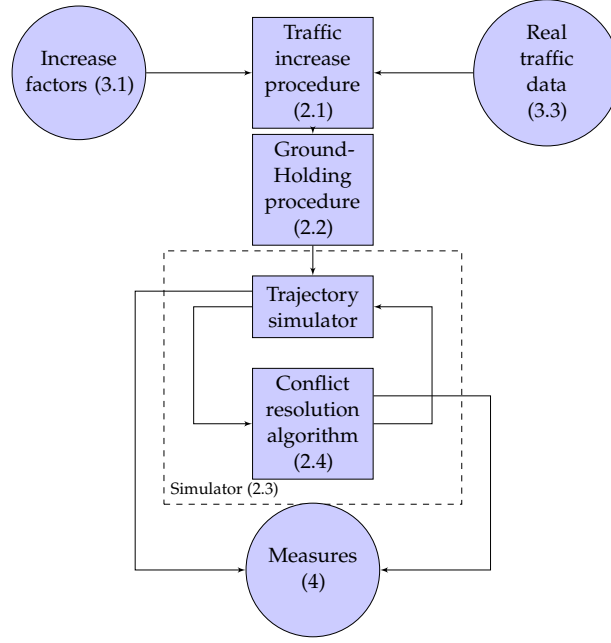 Increase
factors (3.1)
Traffic
increase
procedure
(2.1)
Real
traffic
data
(3.3)
Ground-
Holding
procedure
(2.2)
Trajectory
simulator
Conflict
resolution
algorithm
(2.4)
Simulator (2.3)
Measures
(4)